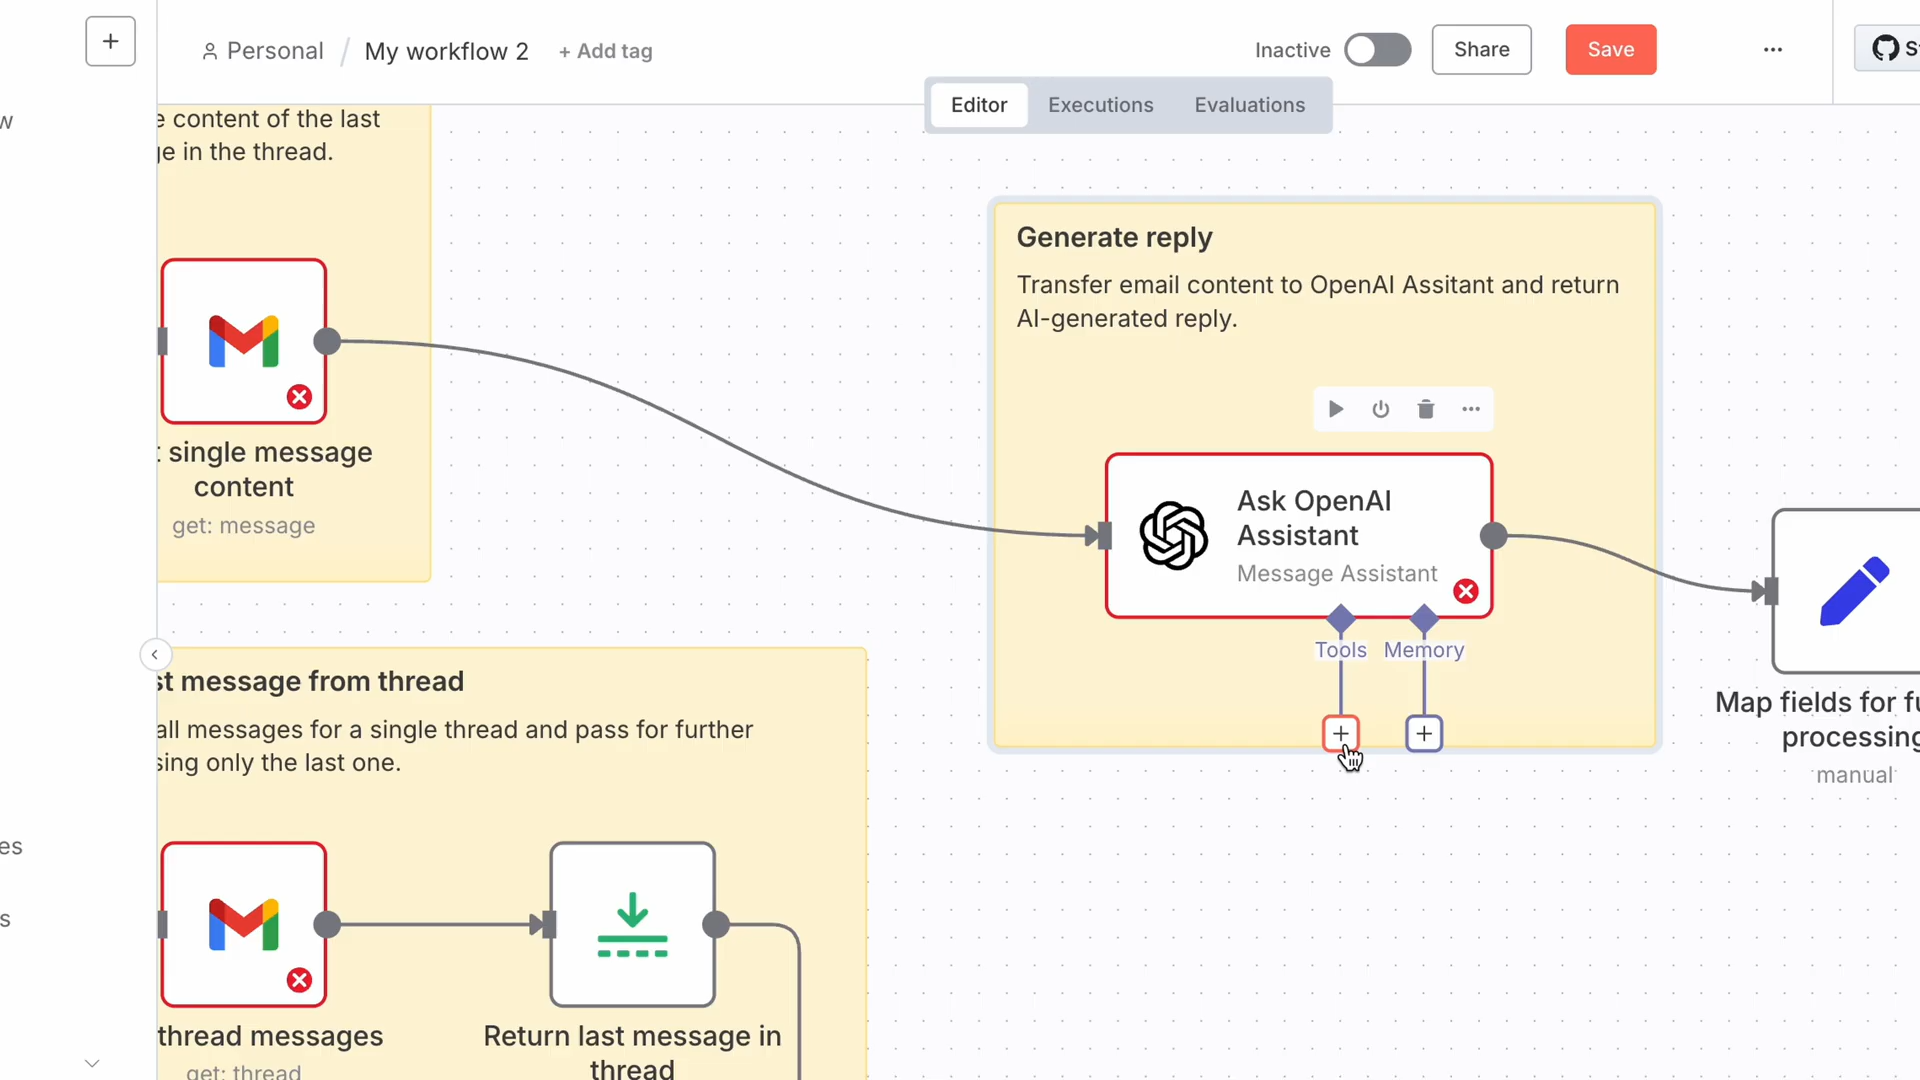 Personal / My workflow 2 + Add tag
Inactive
Share
Save
Editor
Executions
Evaluations
content of the last
in the thread.
single message
content
get: message
Generate reply
Transfer email content to OpenAI Assitant and return
AI-generated reply.
Ask OpenAI
Assistant
Message Assistant
Tools
Memory
Map fields for
processing
manual
message from thread
all messages for a single thread and pass for further
only the last one.
thread messages
get: thread
Return last message in
thread